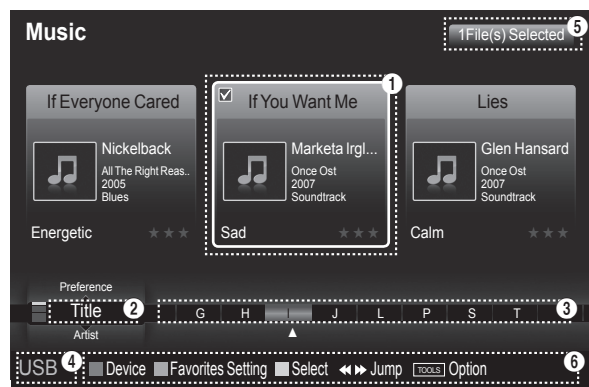 Music
1File(s) Selected 5
1
If Everyone Cared
Nickelback
All The Right Reas..
2005
Blues
Energetic
If You Want Me
Marketa Irgl...
Once Ost
2007
Soundtrack
Sad
Lies
Glen Hansard
Once Ost
2007
Soundtrack
Calm
Preference
Title 2
G H I J L P S T 3
Artist
USB 4 Device Favorites Setting Select Jump TOOLS Option 6